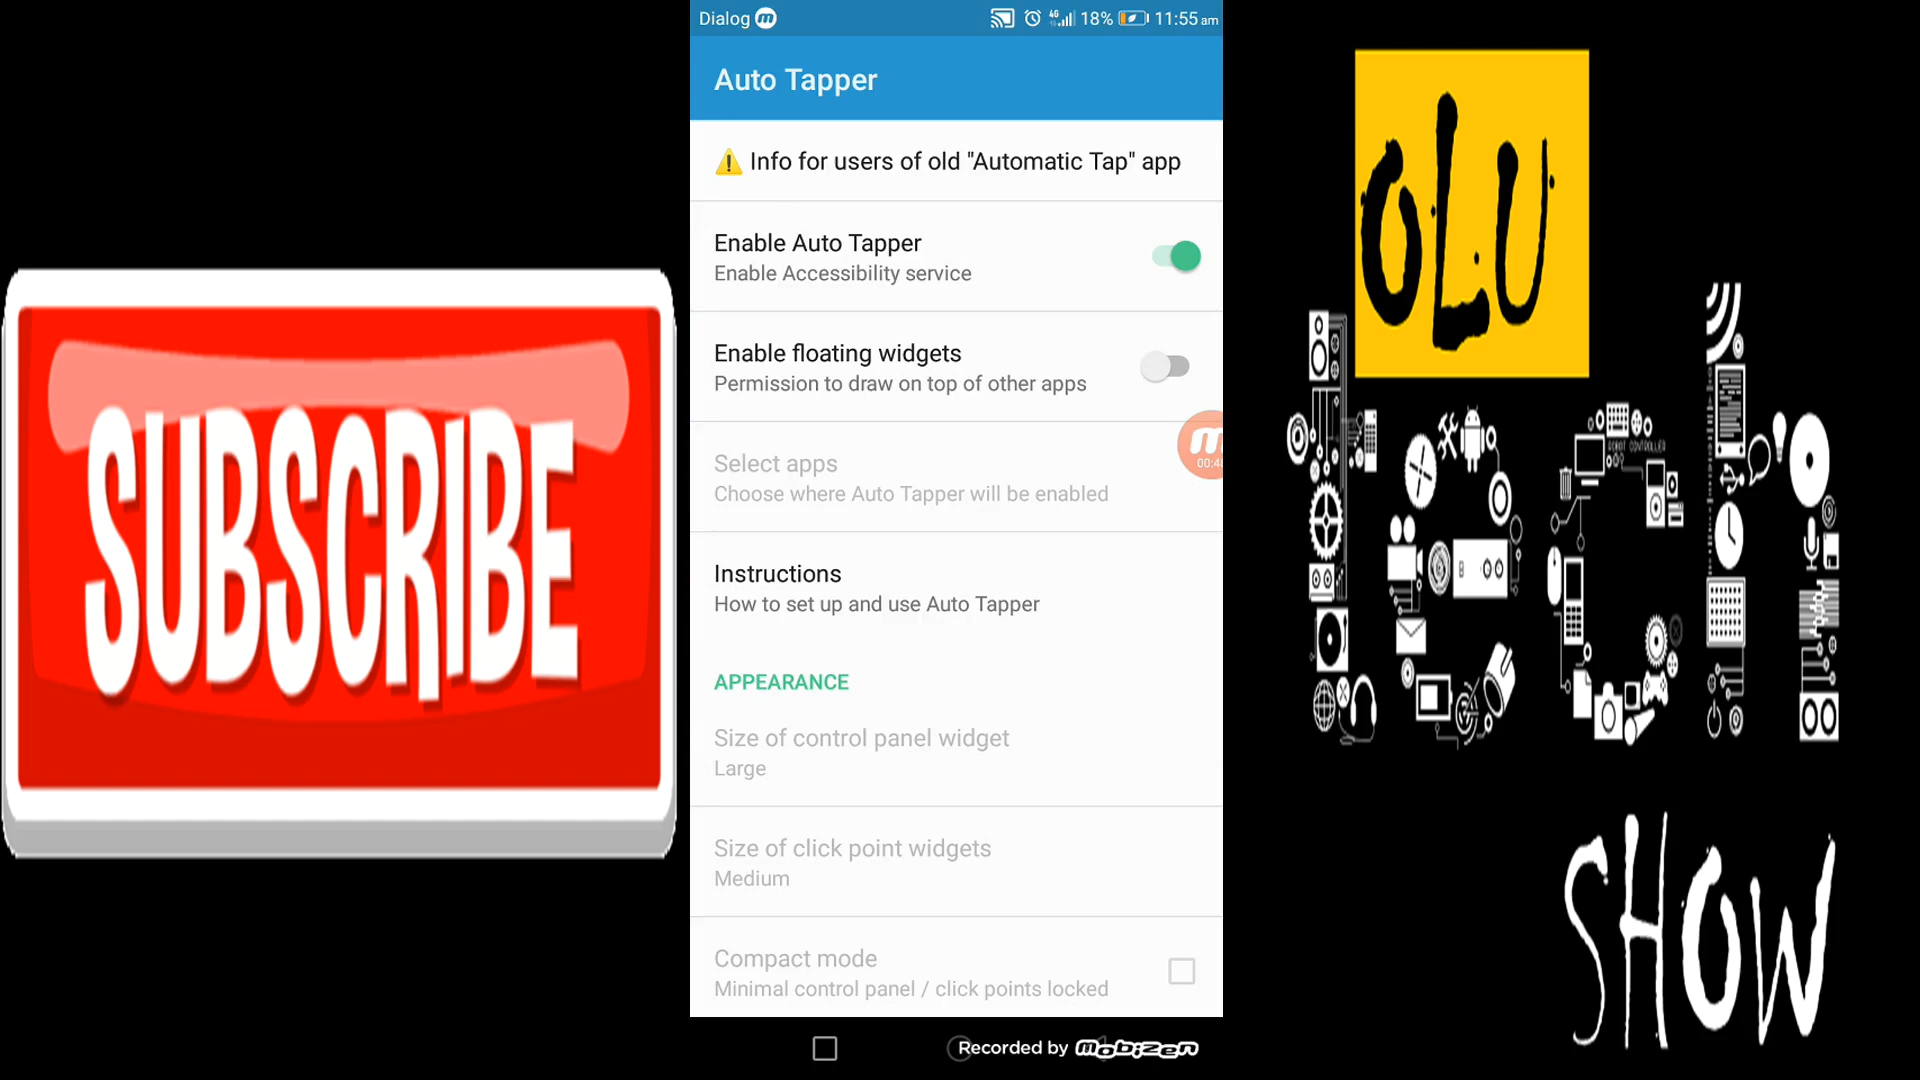 Dialog
18% 11:55 am
Auto Tapper
⚠ Info for users of old "Automatic Tap" app
Enable Auto Tapper
Enable Accessibility service
Enable floating widgets
Permission to draw on top of other apps
Select apps
Choose where Auto Tapper will be enabled
Instructions
How to set up and use Auto Tapper
APPEARANCE
Size of control panel widget
Large
Size of click point widgets
Medium
Compact mode
Minimal control panel / click points locked
Recorded by Mobizen
SUBSCRIBE
OLU
tech
SHOW